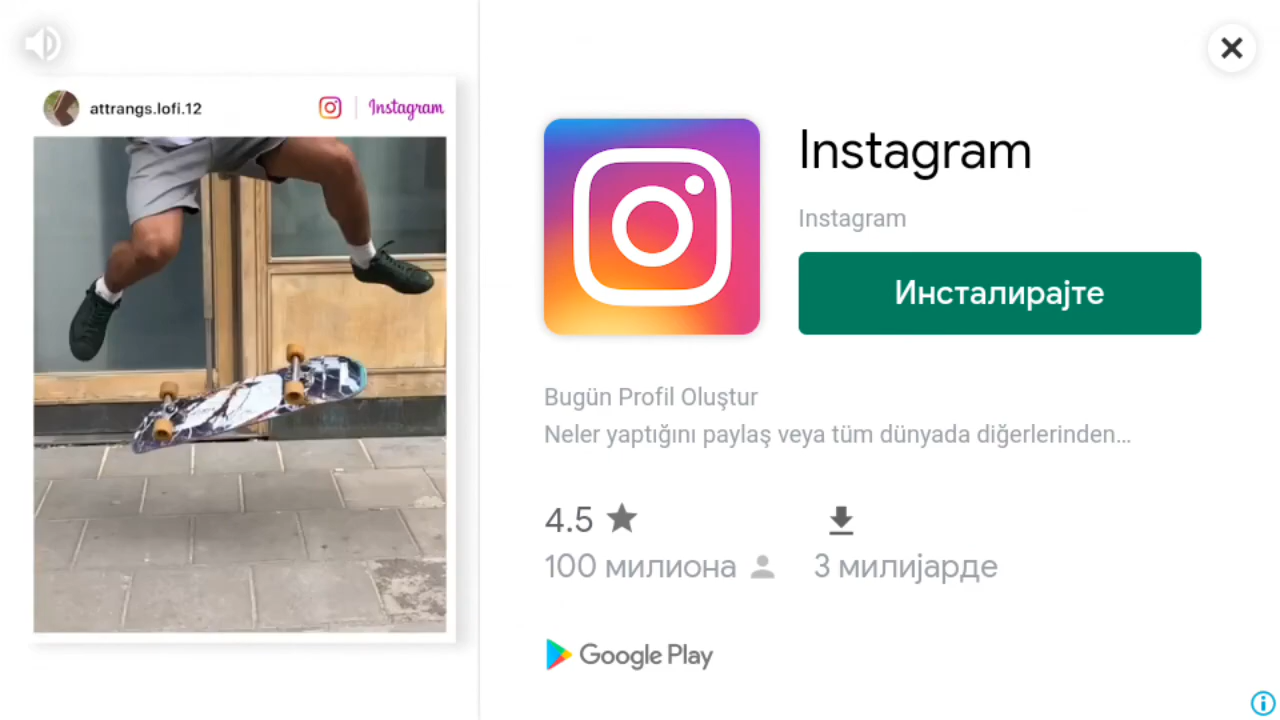 attrangs.lofi.12
Instagram
Instagram
Instagram
Инсталирајте
Bugün Profil Oluştur
Neler yaptığını paylaş veya tüm dünyada diğerlerinden...
4.5
100 милиона
3 милијарде
Google Play